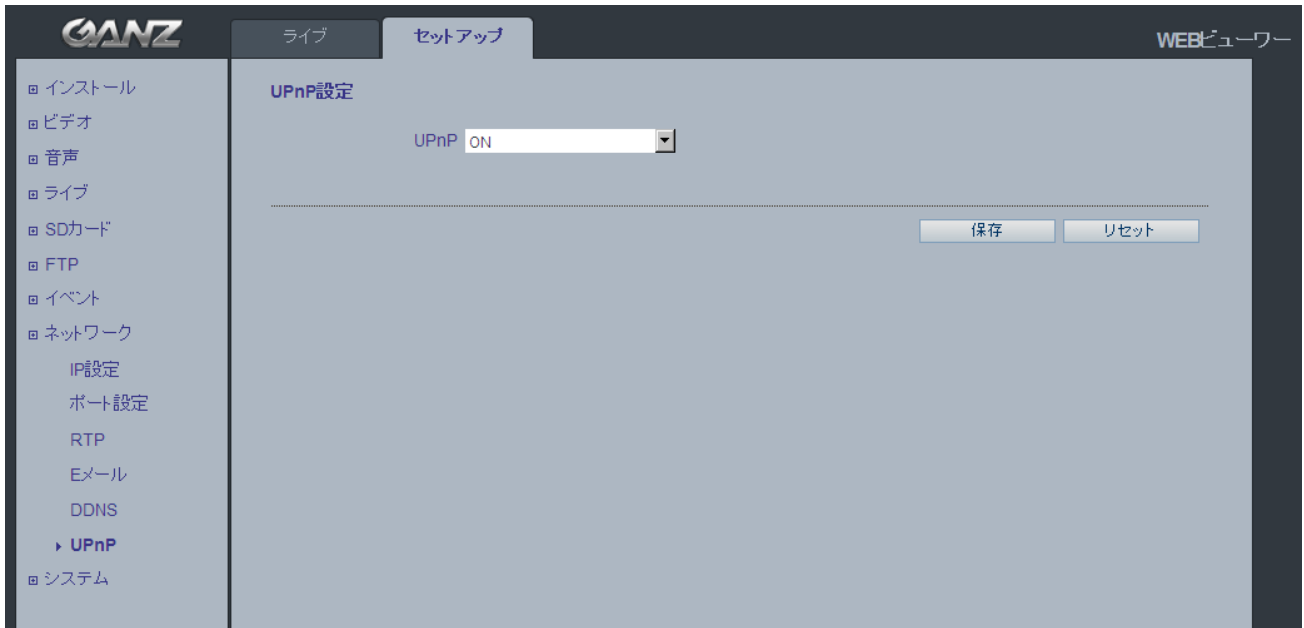 GANZ
ライブ
セットアップ
WEBビューワー
インストール
ビデオ
音声
ライブ
SDカード
FTP
イベント
ネットワーク
IP設定
ポート設定
RTP
Eメール
DDNS
UPnP
システム
UPnP設定
UPnP ON
保存
リセット